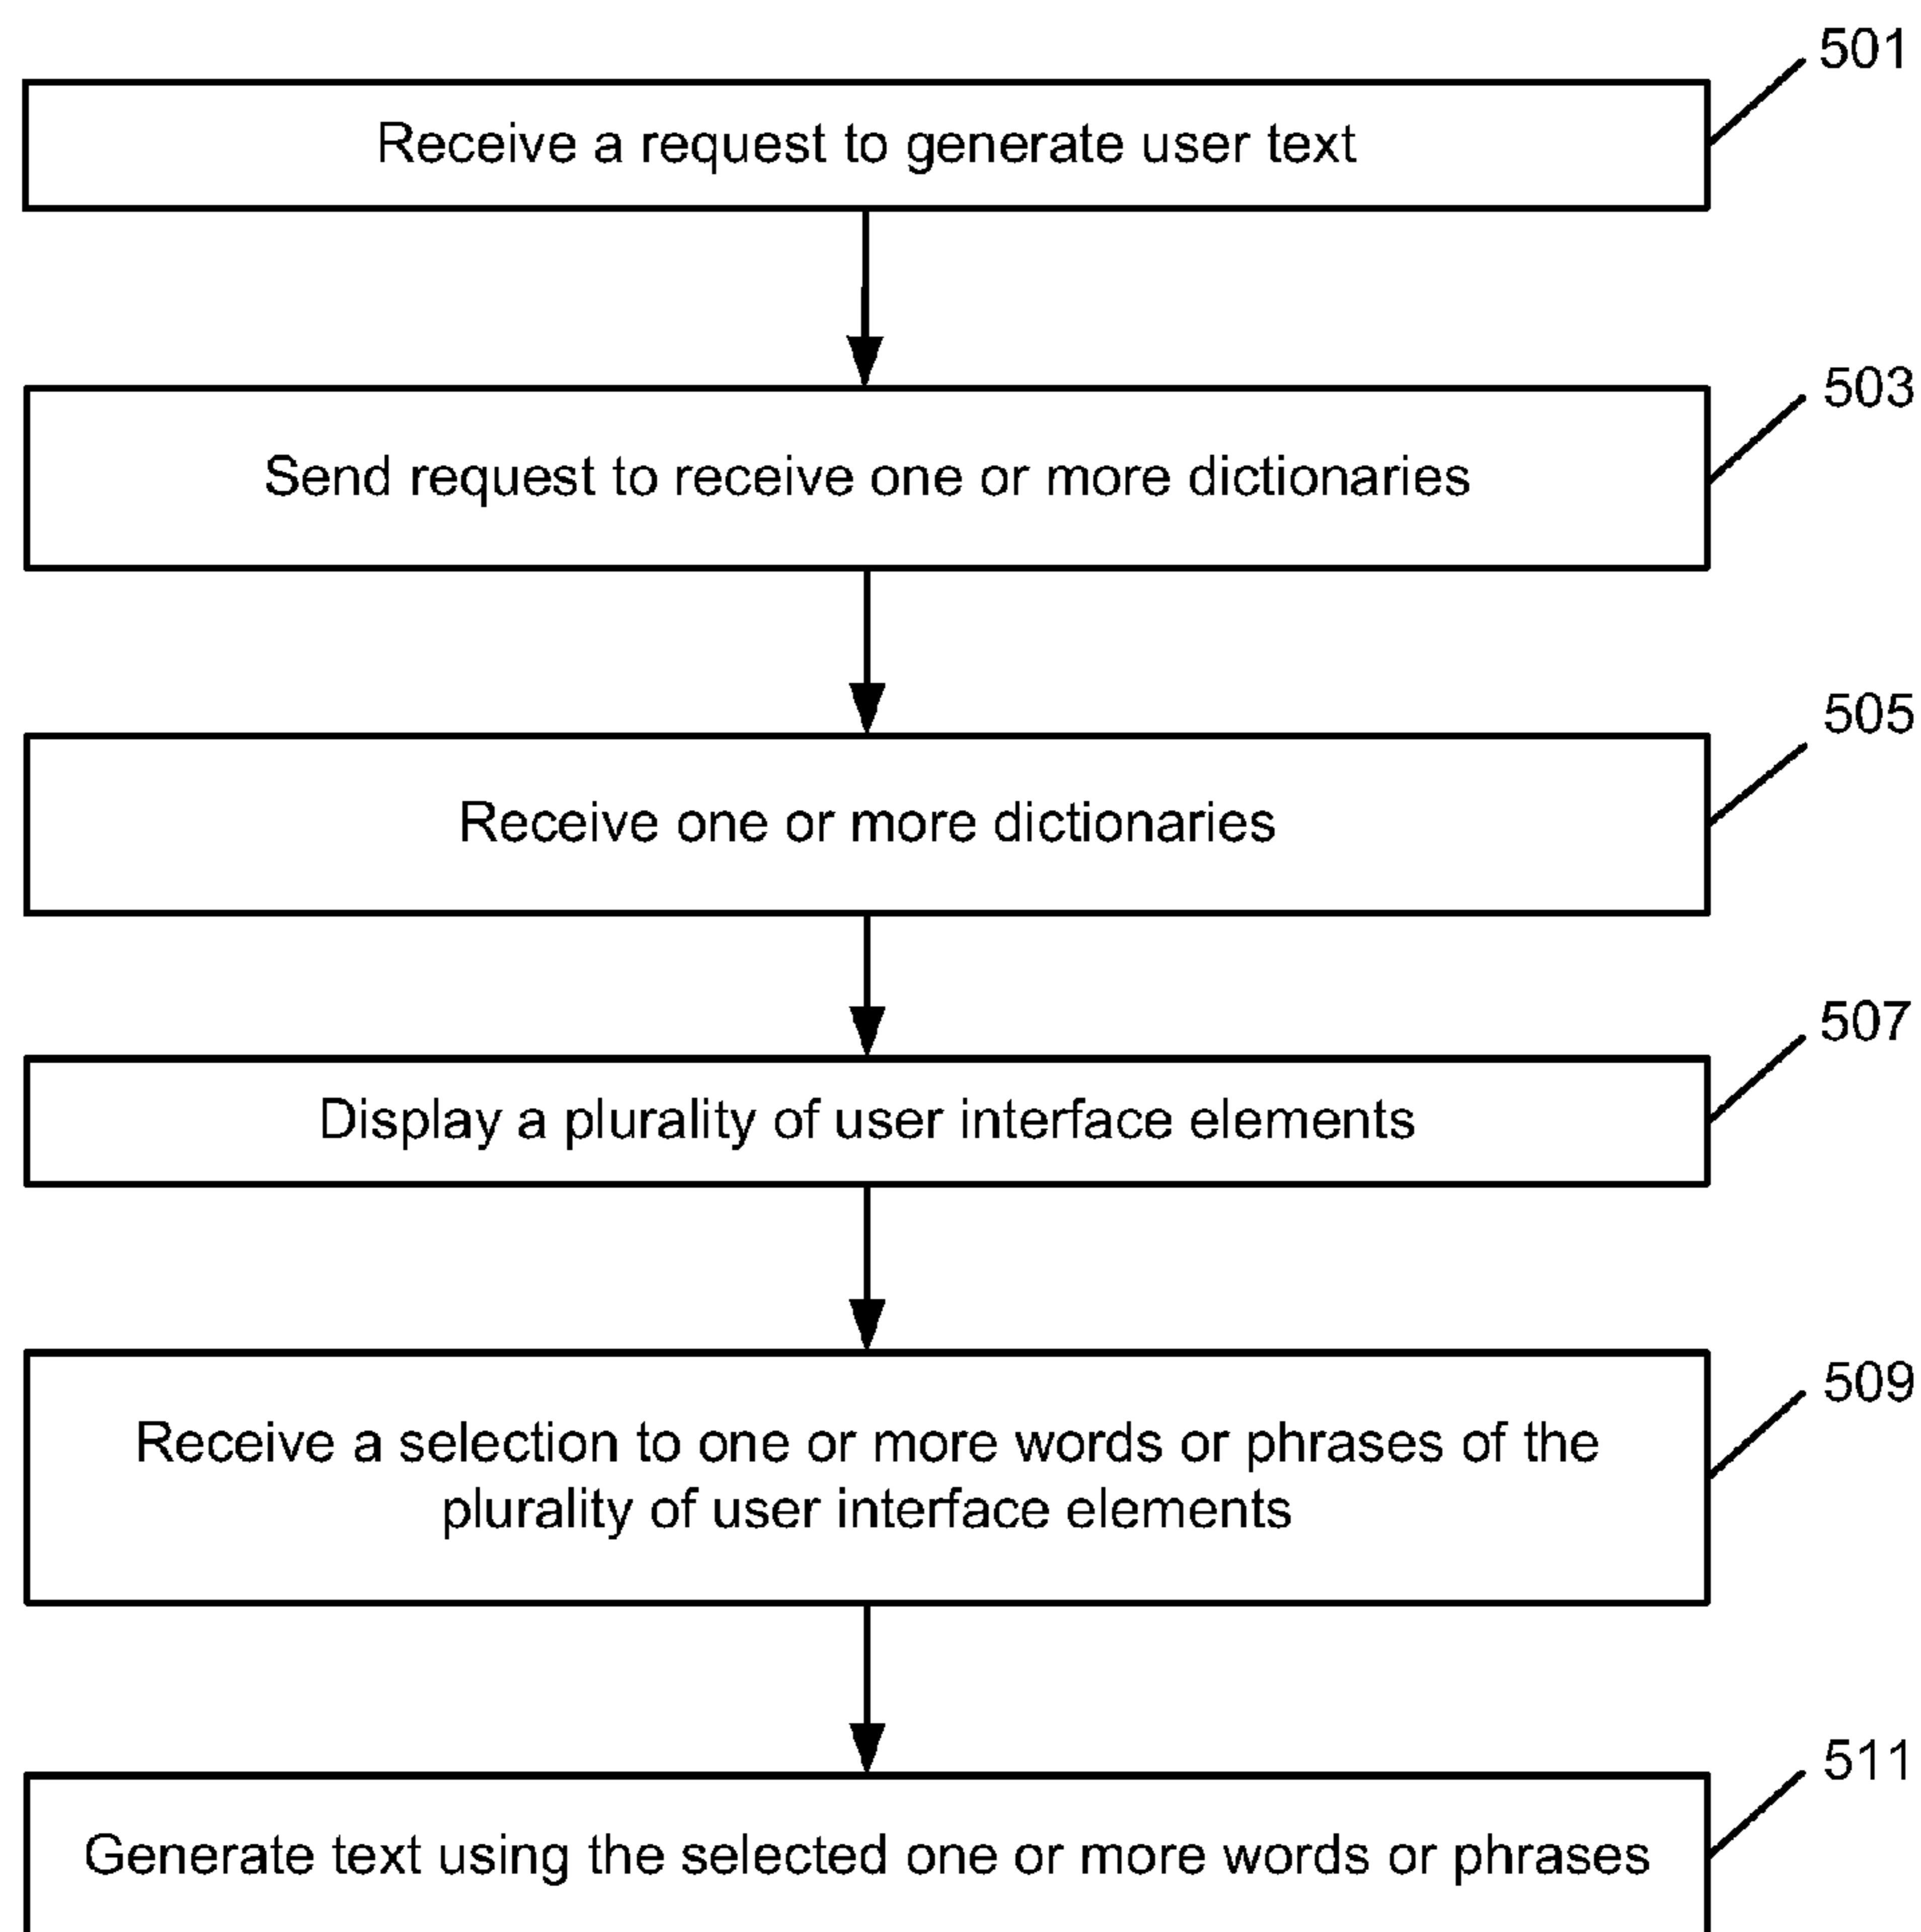 501
Receive a request to generate user text
503
Send request to receive one or more dictionaries
505
Receive one or more dictionaries
507
Display a plurality of user interface elements
509
Receive a selection to one or more words or phrases of the
plurality of user interface elements
511
Generate text using the selected one or more words or phrases